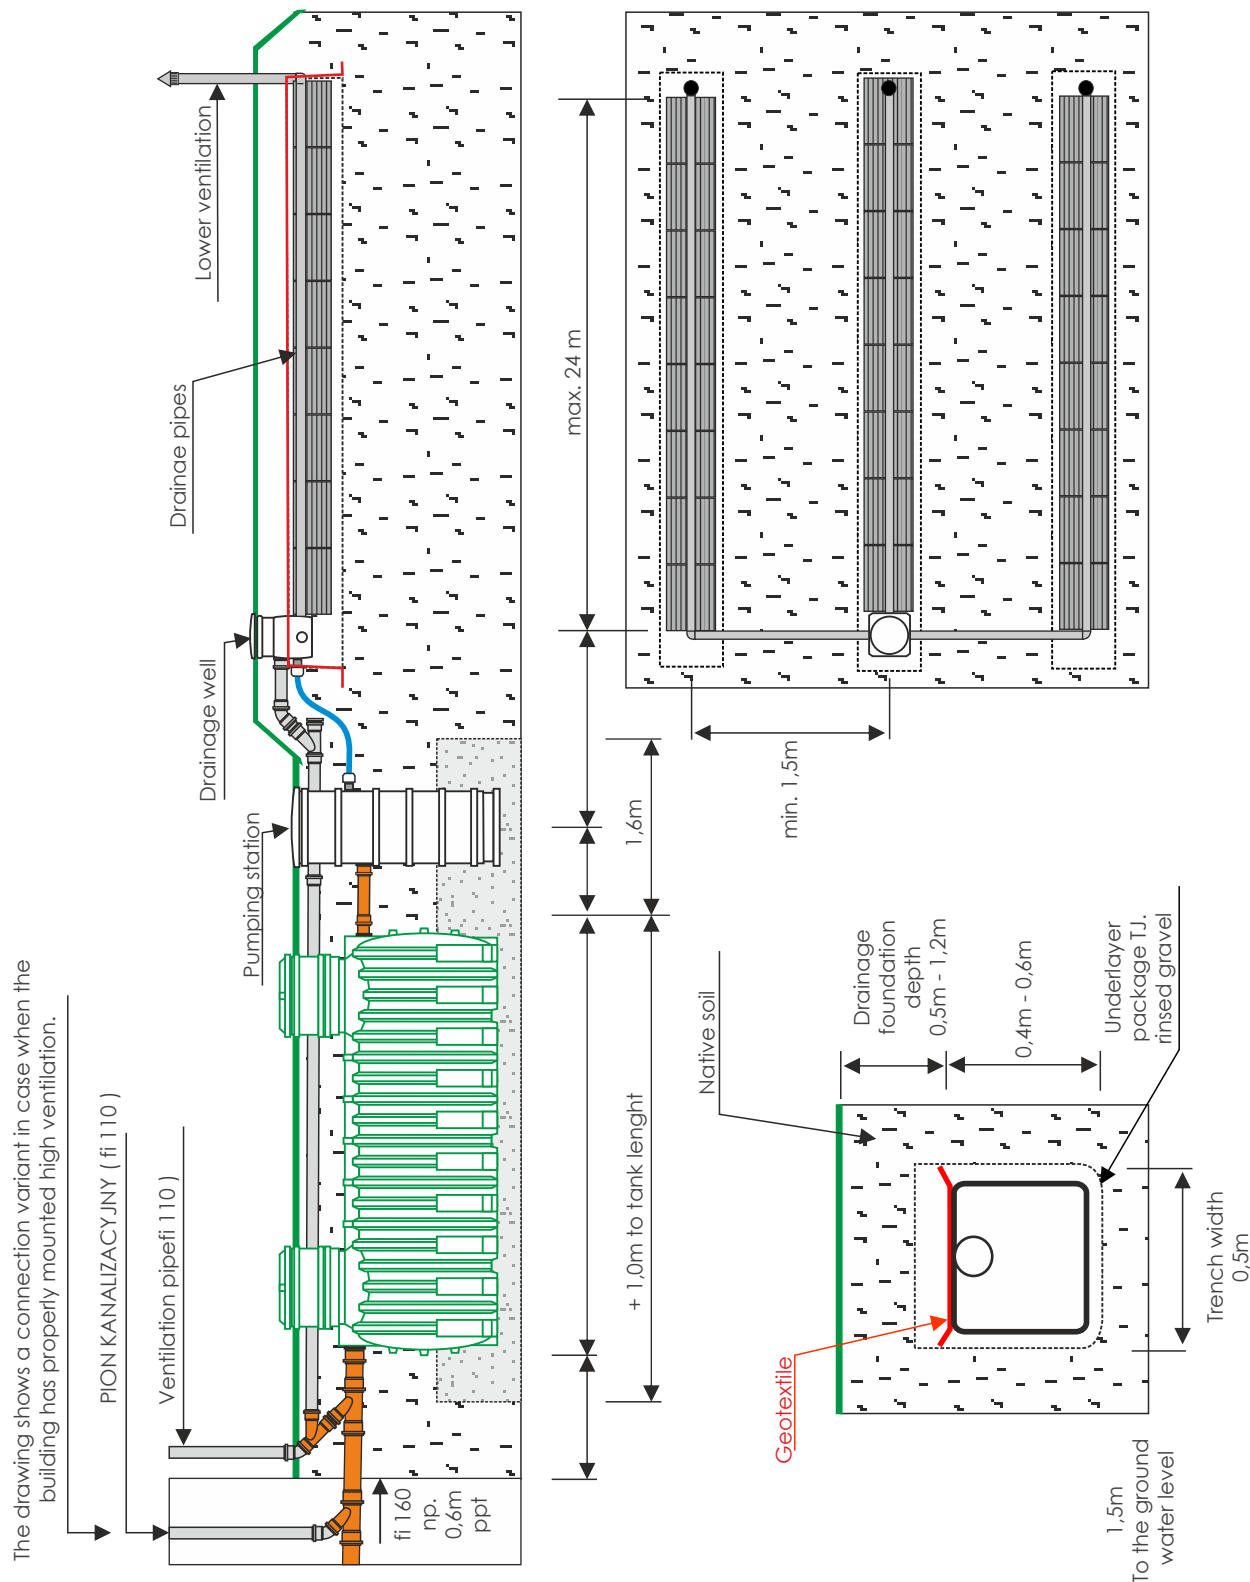 The drawing shows a connection variant in case when the
building has properly mounted high ventilation.
PION KANALIZACYJNY ( fi 110 )
Ventilation pipefi 110 )
Pumping station
Drainage well
Drainae pipes
Lower ventilation
fi 160
np.
0,6m
ppt
max. 24 m
1,6m
+ 1,0m to tank lenght
min. 1,5m
Native soil
Drainage
foundation
depth
0,5m - 1,2m
0,4m - 0,6m
Underlayer
package TJ.
rinsed gravel
Geotextile
Trench width
0,5m
1,5m
To the ground
water level